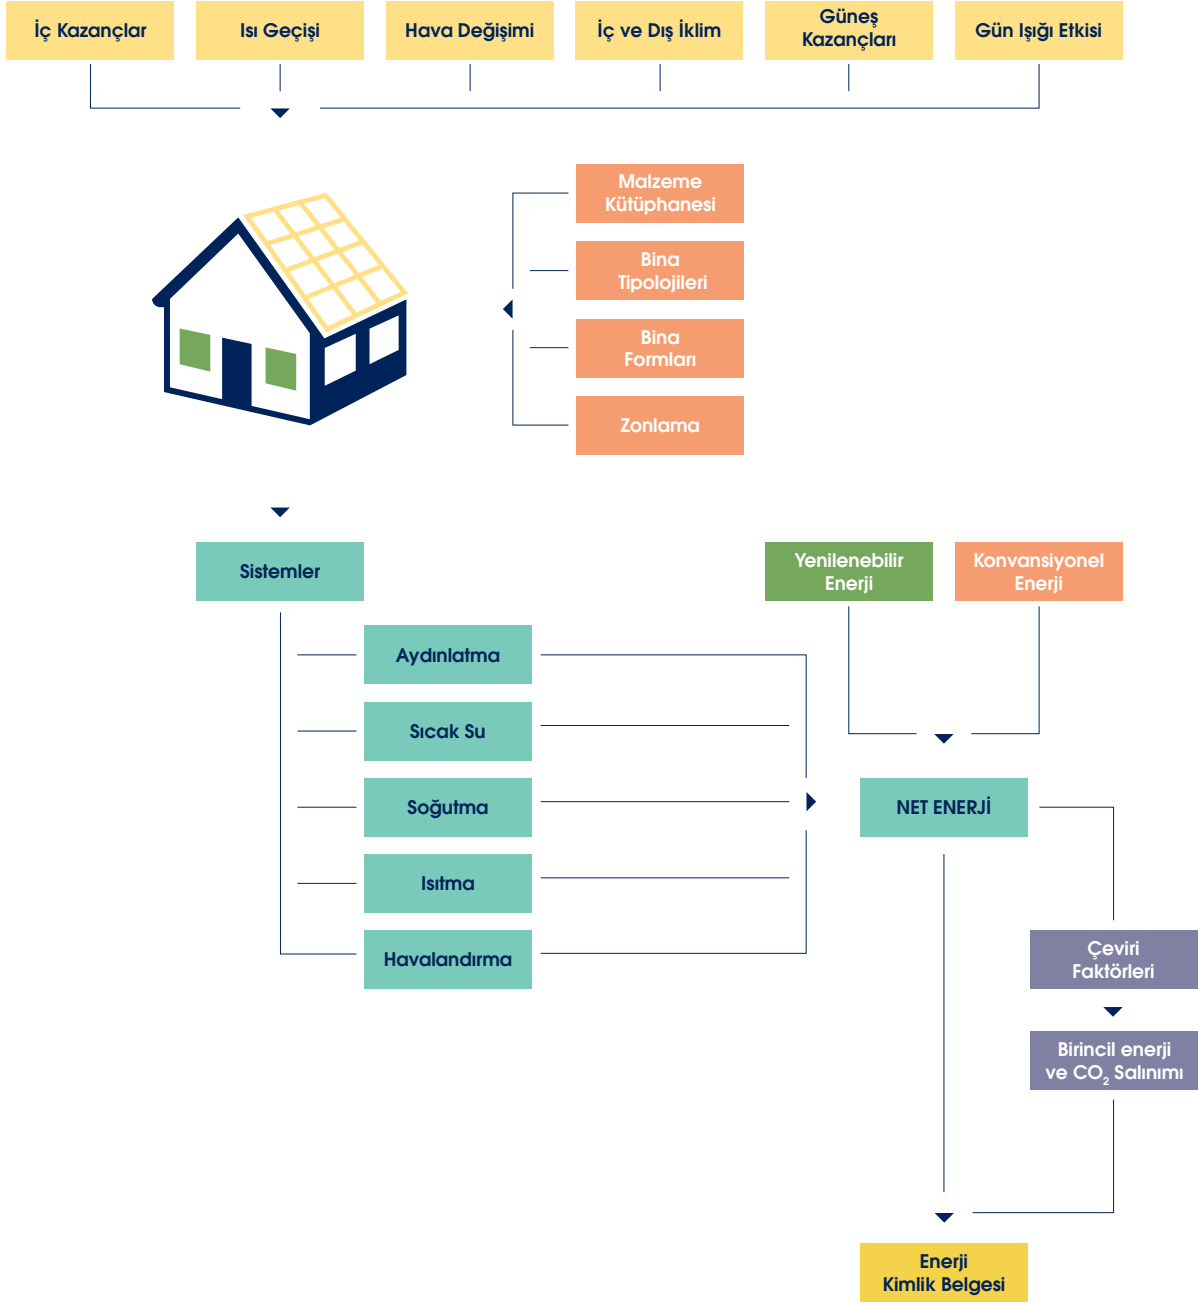 İç Kazançlar
Isı Geçişi
Hava Değişimi
İç ve Dış İklim
Güneş
Kazançları
Gün Işığı Etkisi
Malzeme
Kütüphanesi
Bina
Tipolojileri
Bina
Formları
Zonlama
Sistemler
Yenilenebilir
Enerji
Konvansiyonel
Enerji
Aydınlatma
Sıcak Su
Soğutma
NET ENERJİ
Isıtma
Havalandırma
Çeviri
Faktörleri
Birincil enerji
ve CO₂ Salınımı
Enerji
Kimlik Belgesi